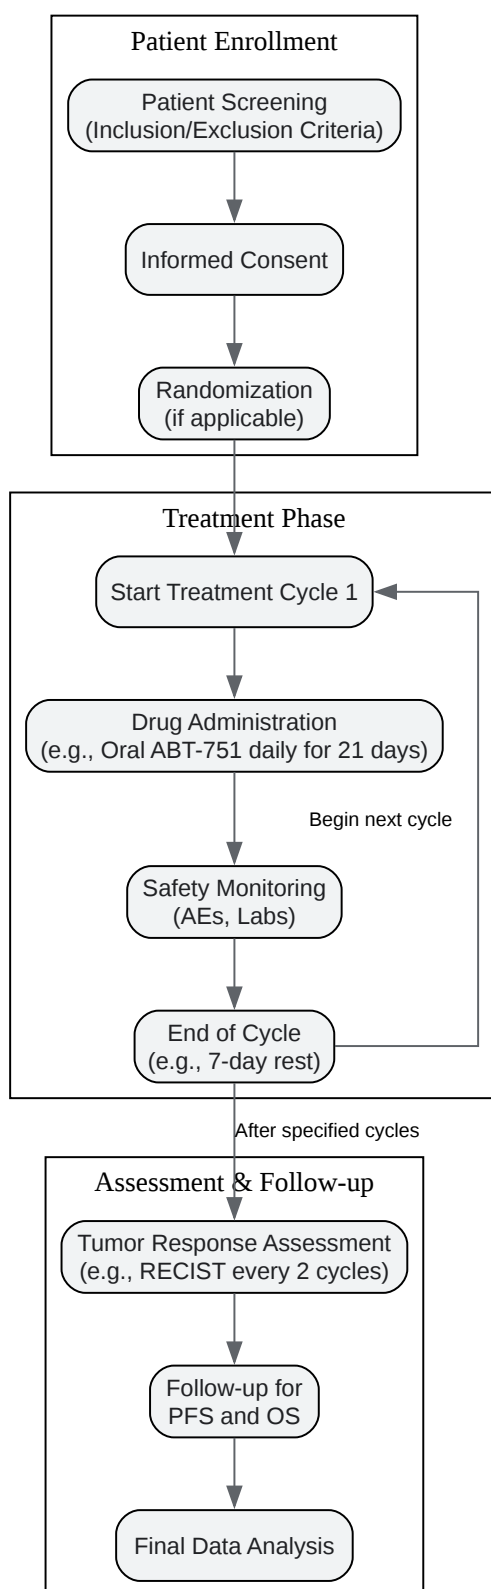 Patient Enrollment
Patient Screening
(Inclusion/Exclusion Criteria)
Informed Consent
Randomization
(if applicable)
Treatment Phase
Start Treatment Cycle 1
Drug Administration
(e.g., Oral ABT-751 daily for 21 days)
Begin next cycle
Safety Monitoring
(AEs, Labs)
End of Cycle
(e.g., 7-day rest)
After specified cycles
Assessment & Follow-up
Tumor Response Assessment
(e.g., RECIST every 2 cycles)
Follow-up for
PFS and OS
Final Data Analysis